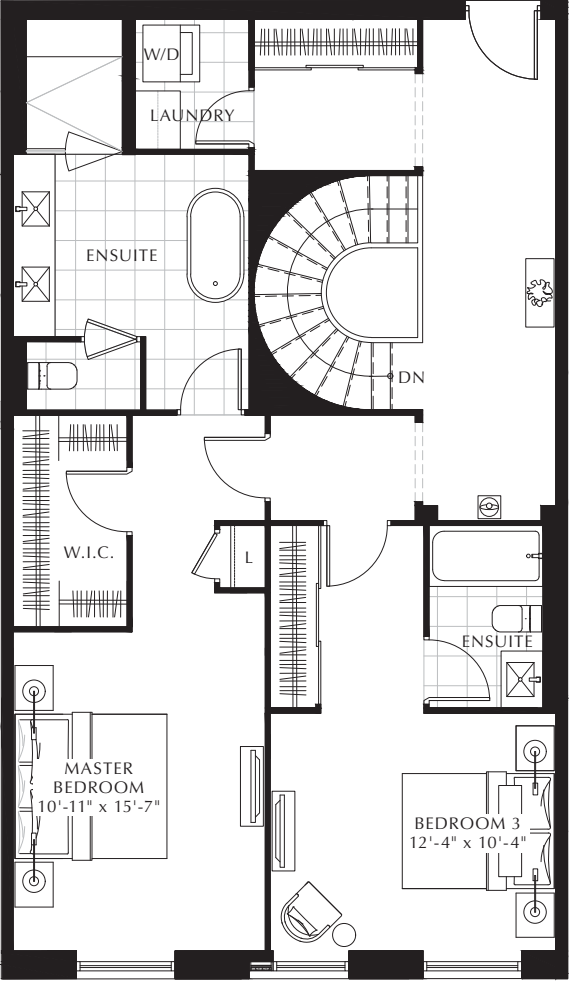 W/D
LAUNDRY
ENSUITE
DN
W.I.C.
L
ENSUITE
MASTER
BEDROOM
10'-11" x 15'-7"
BEDROOM 3
12'-4" x 10'-4"